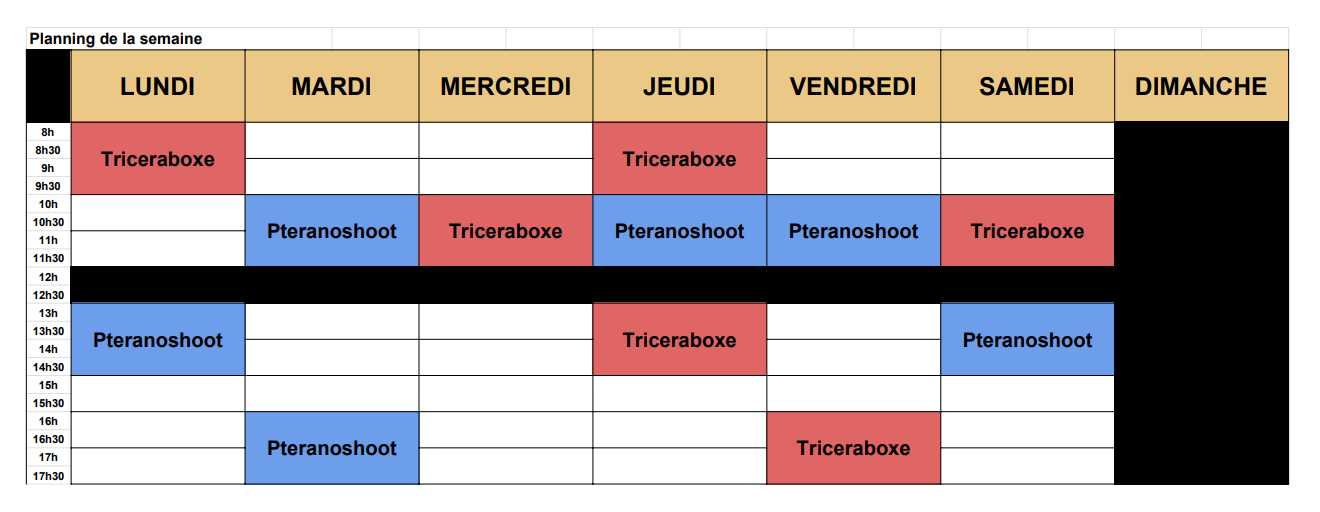 Planning de la semaine
LUNDI MARDI MERCREDI JEUDI VENDREDI SAMEDI DIMANCHE
8h
8h30
Triceraboxe Triceraboxe
9h
9h30
10h
10h30
Pteranoshoot Triceraboxe Pteranoshoot Pteranoshoot Triceraboxe
11h
11h30
12h
12h30
13h
13h30
Pteranoshoot Triceraboxe Pteranoshoot
14h
14h30
15h
15h30
16h
16h30
Pteranoshoot Triceraboxe
17h
17h30